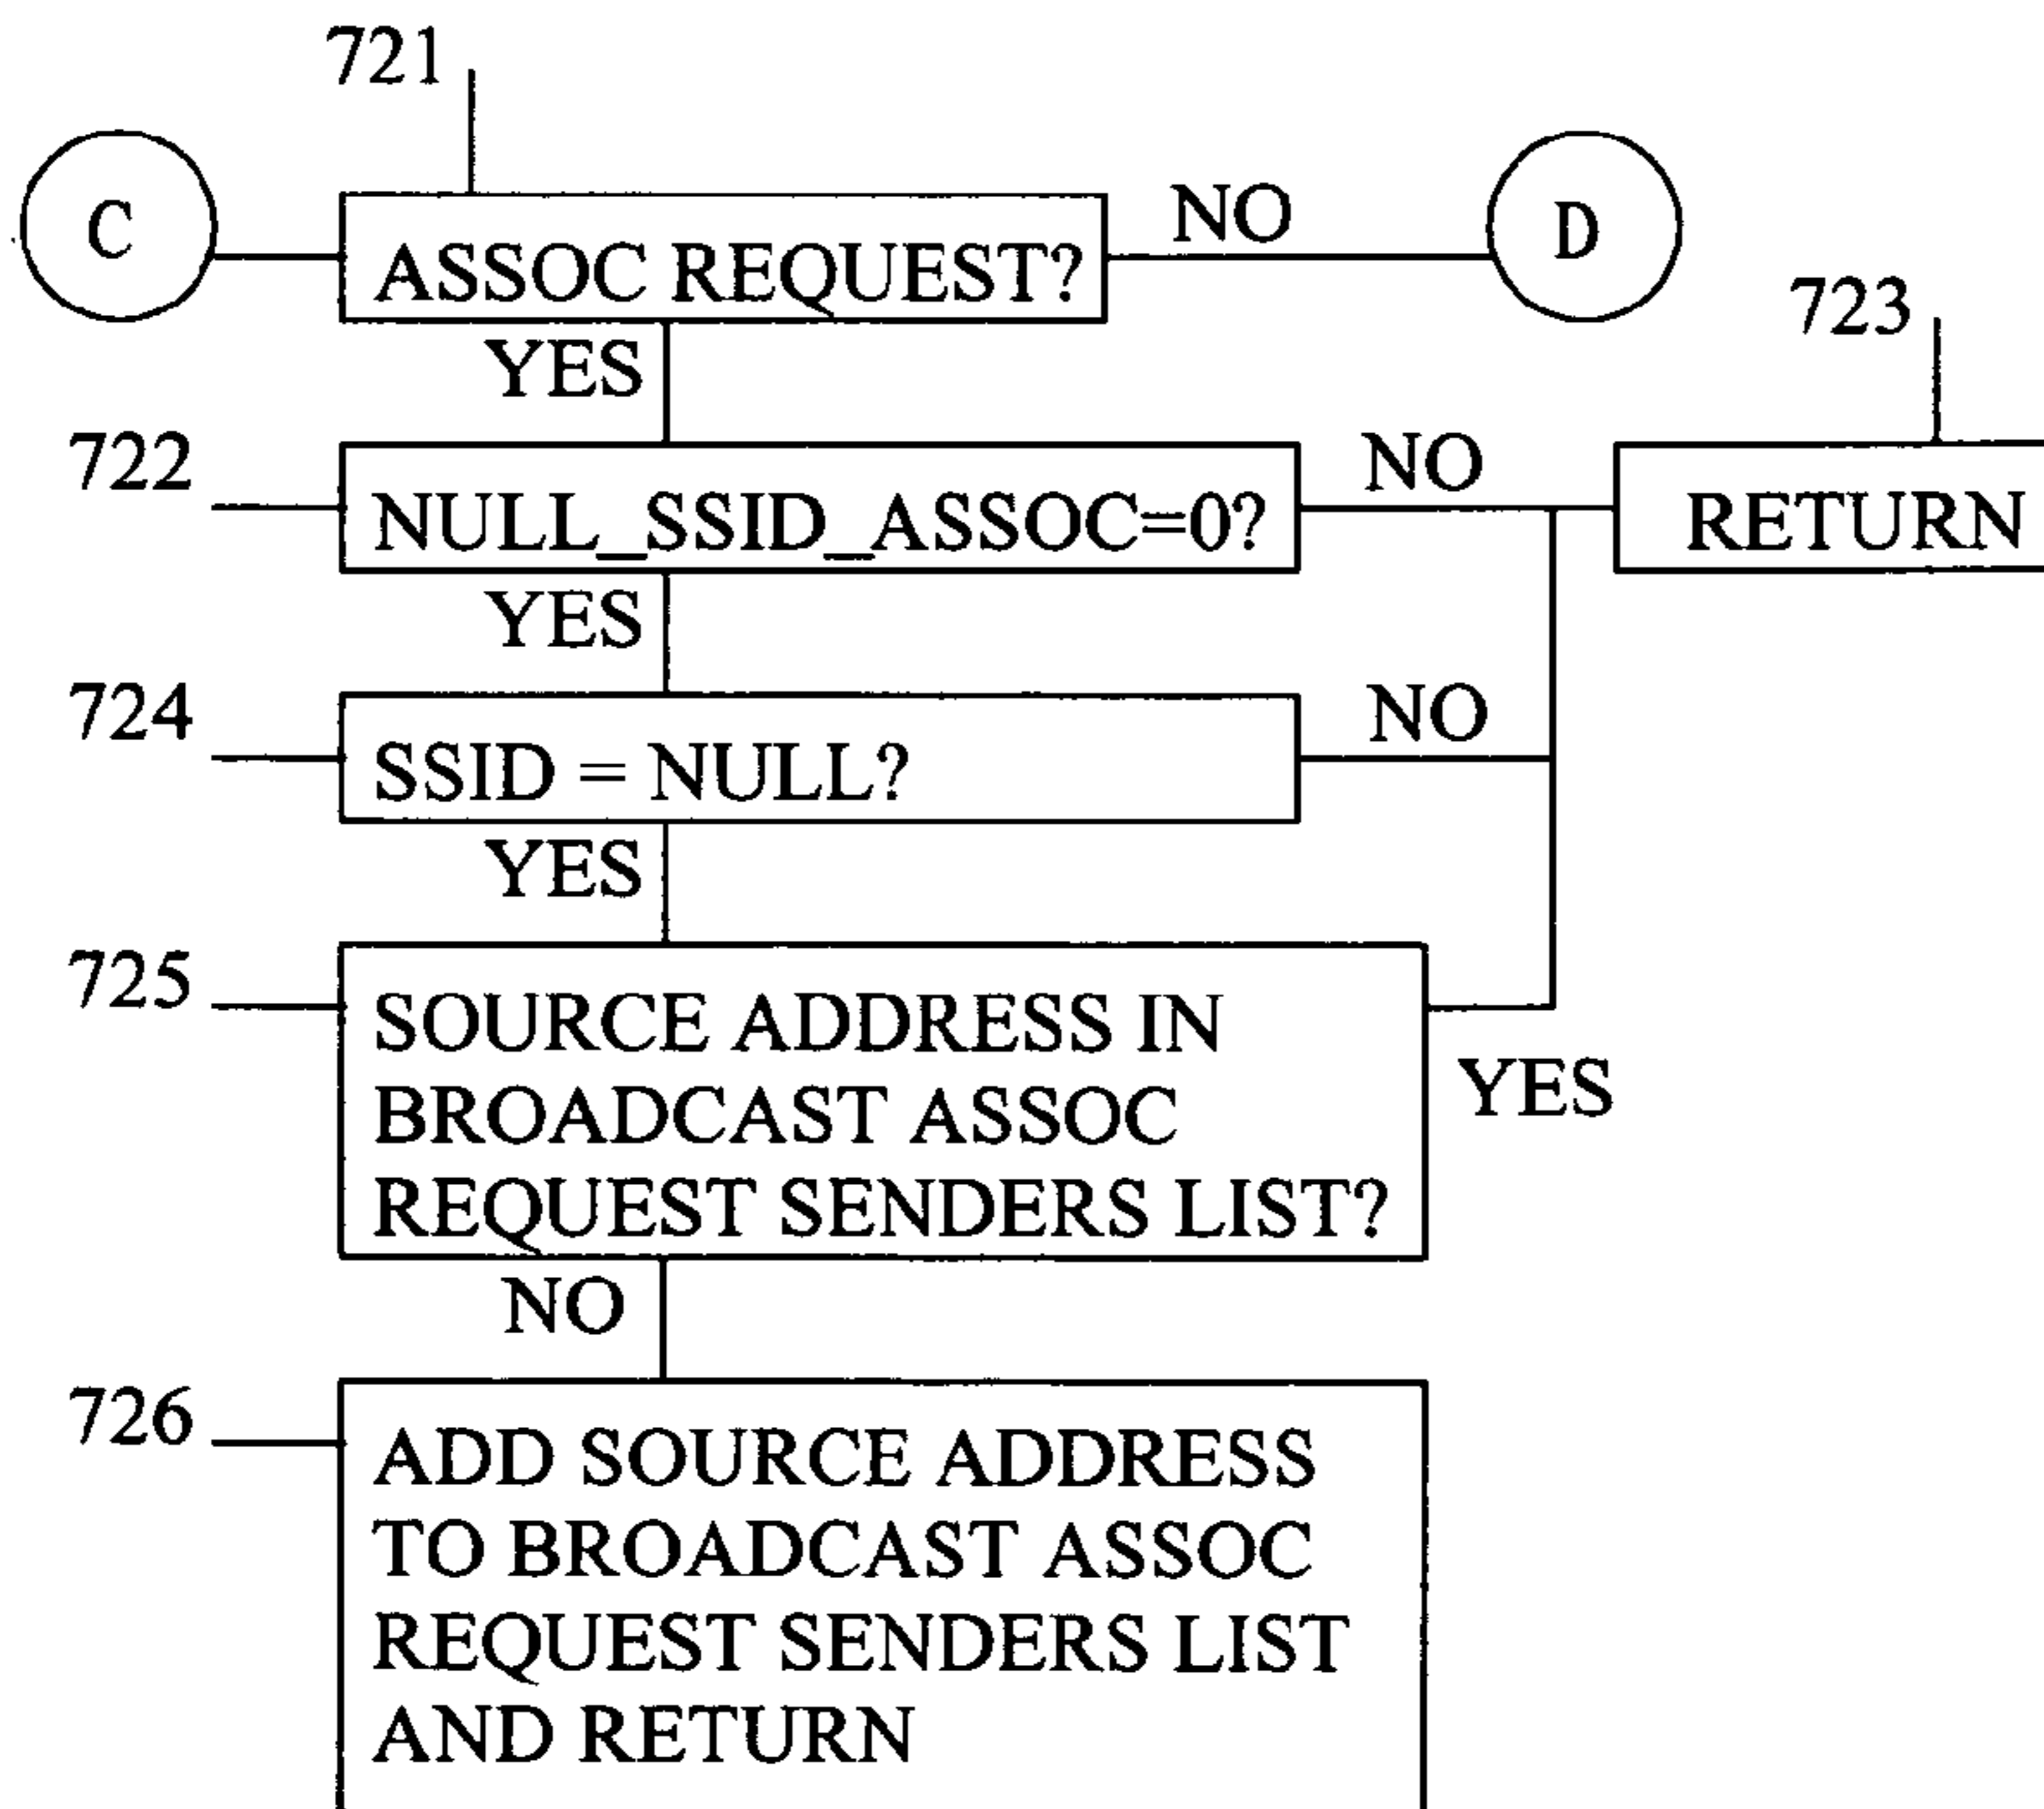 721
C
ASSOC REQUEST?
NO
D
YES
723
722
NULL_SSID_ASSOC=0?
NO
RETURN
YES
724
SSID = NULL?
NO
YES
725
SOURCE ADDRESS IN
BROADCAST ASSOC
REQUEST SENDERS LIST?
YES
NO
726
ADD SOURCE ADDRESS
TO BROADCAST ASSOC
REQUEST SENDERS LIST
AND RETURN